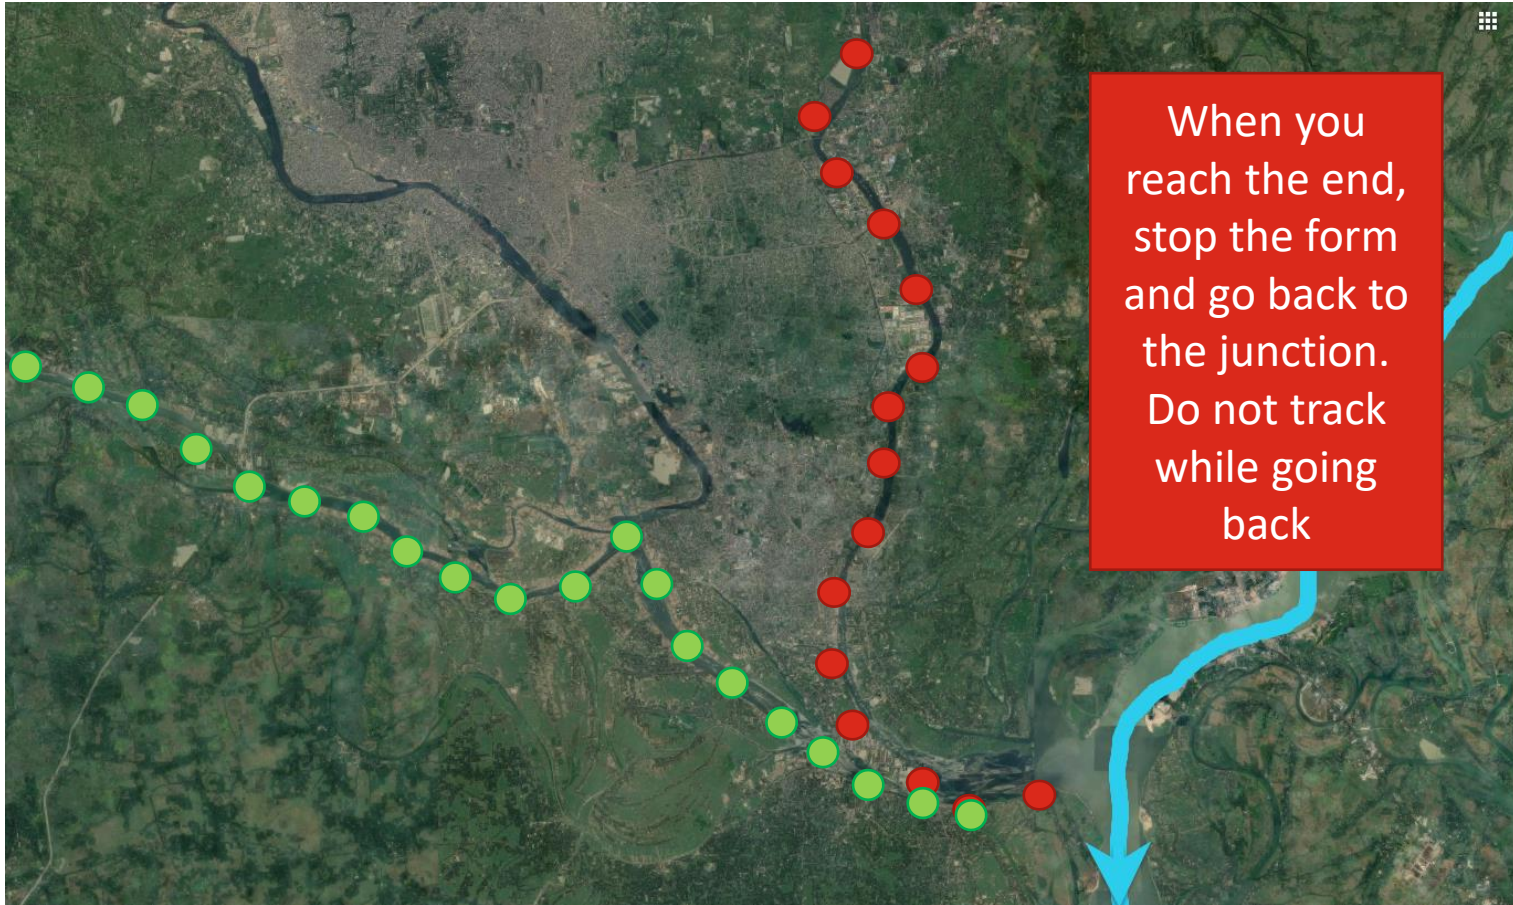 When you
reach the end,
stop the form
and go back to
the junction.
Do not track
while going
back